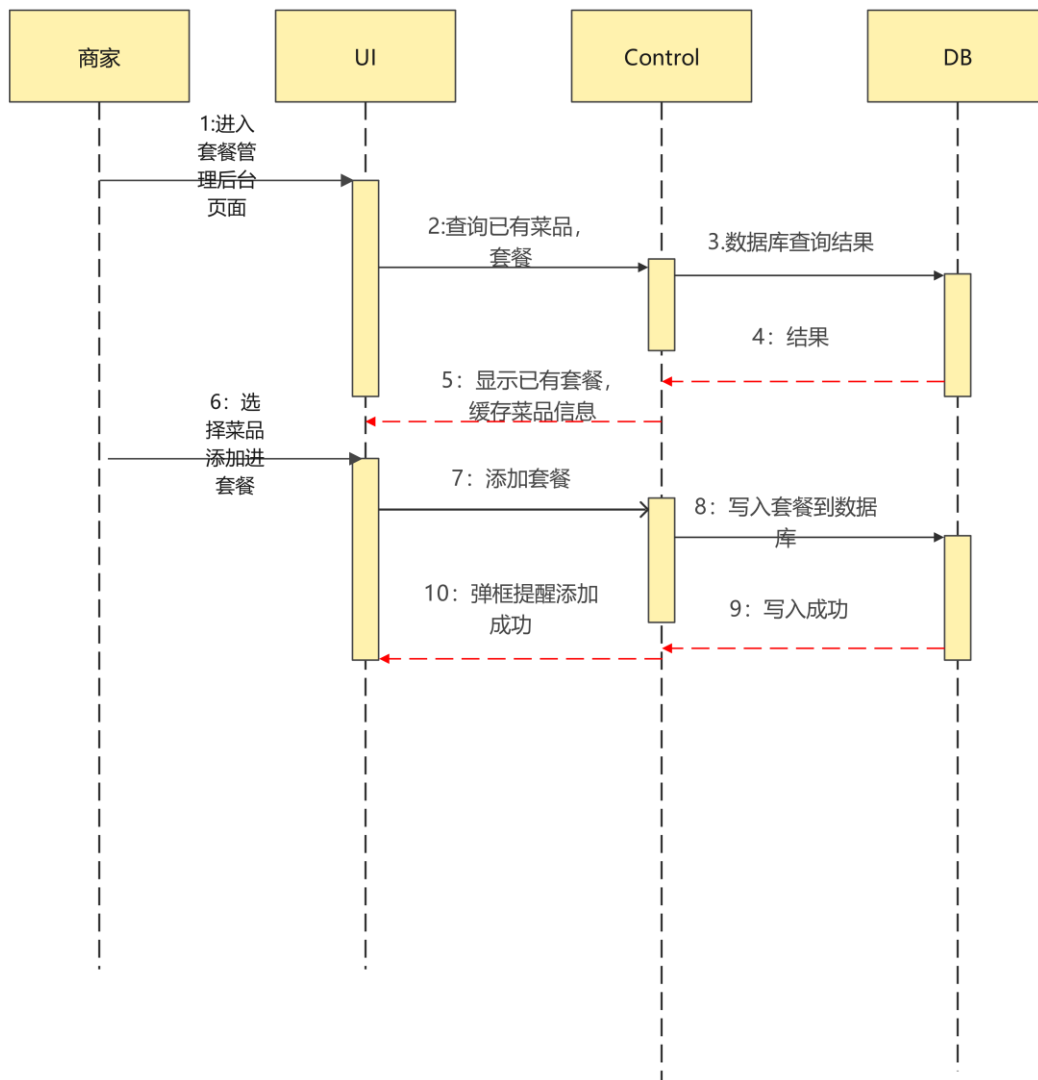 商家
UI
Control
DB
1:进入
套餐管
理后台
页面
2:查询已有菜品，
套餐
3.数据库查询结果
4：结果
5：显示已有套餐，
缓存菜品信息
6：选
择菜品
添加进
套餐
7：添加套餐
8：写入套餐到数据
库
9：写入成功
10：弹框提醒添加
成功